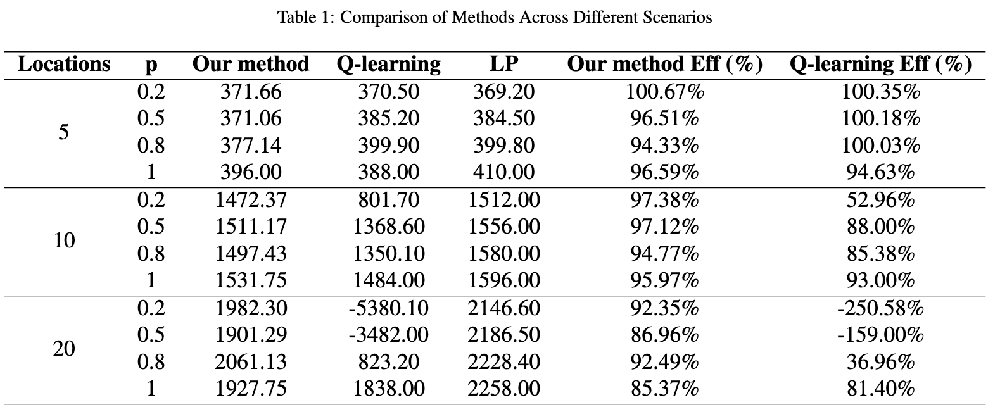 Table 1: Comparison of Methods Across Different Scenarios
Locations p Our method Q-learning LP Our method Eff (%) Q-learning Eff (%)
0.2 371.66 370.50 369.20 100.67% 100.35%
0.5 371.06 385.20 384.50 96.51% 100.18%
5
0.8 377.14 399.90 399.80 94.33% 100.03%
1 396.00 388.00 410.00 96.59% 94.63%
0.2 1472.37 801.70 1512.00 97.38% 52.96%
0.5 1511.17 1368.60 1556.00 97.12% 88.00%
10
0.8 1497.43 1350.10 1580.00 94.77% 85.38%
1 1531.75 1484.00 1596.00 95.97% 93.00%
0.2 1982.30 -5380.10 2146.60 92.35% -250.58%
0.5 1901.29 -3482.00 2186.50 86.96% -159.00%
20
0.8 2061.13 823.20 2228.40 92.49% 36.96%
1 1927.75 1838.00 2258.00 85.37% 81.40%